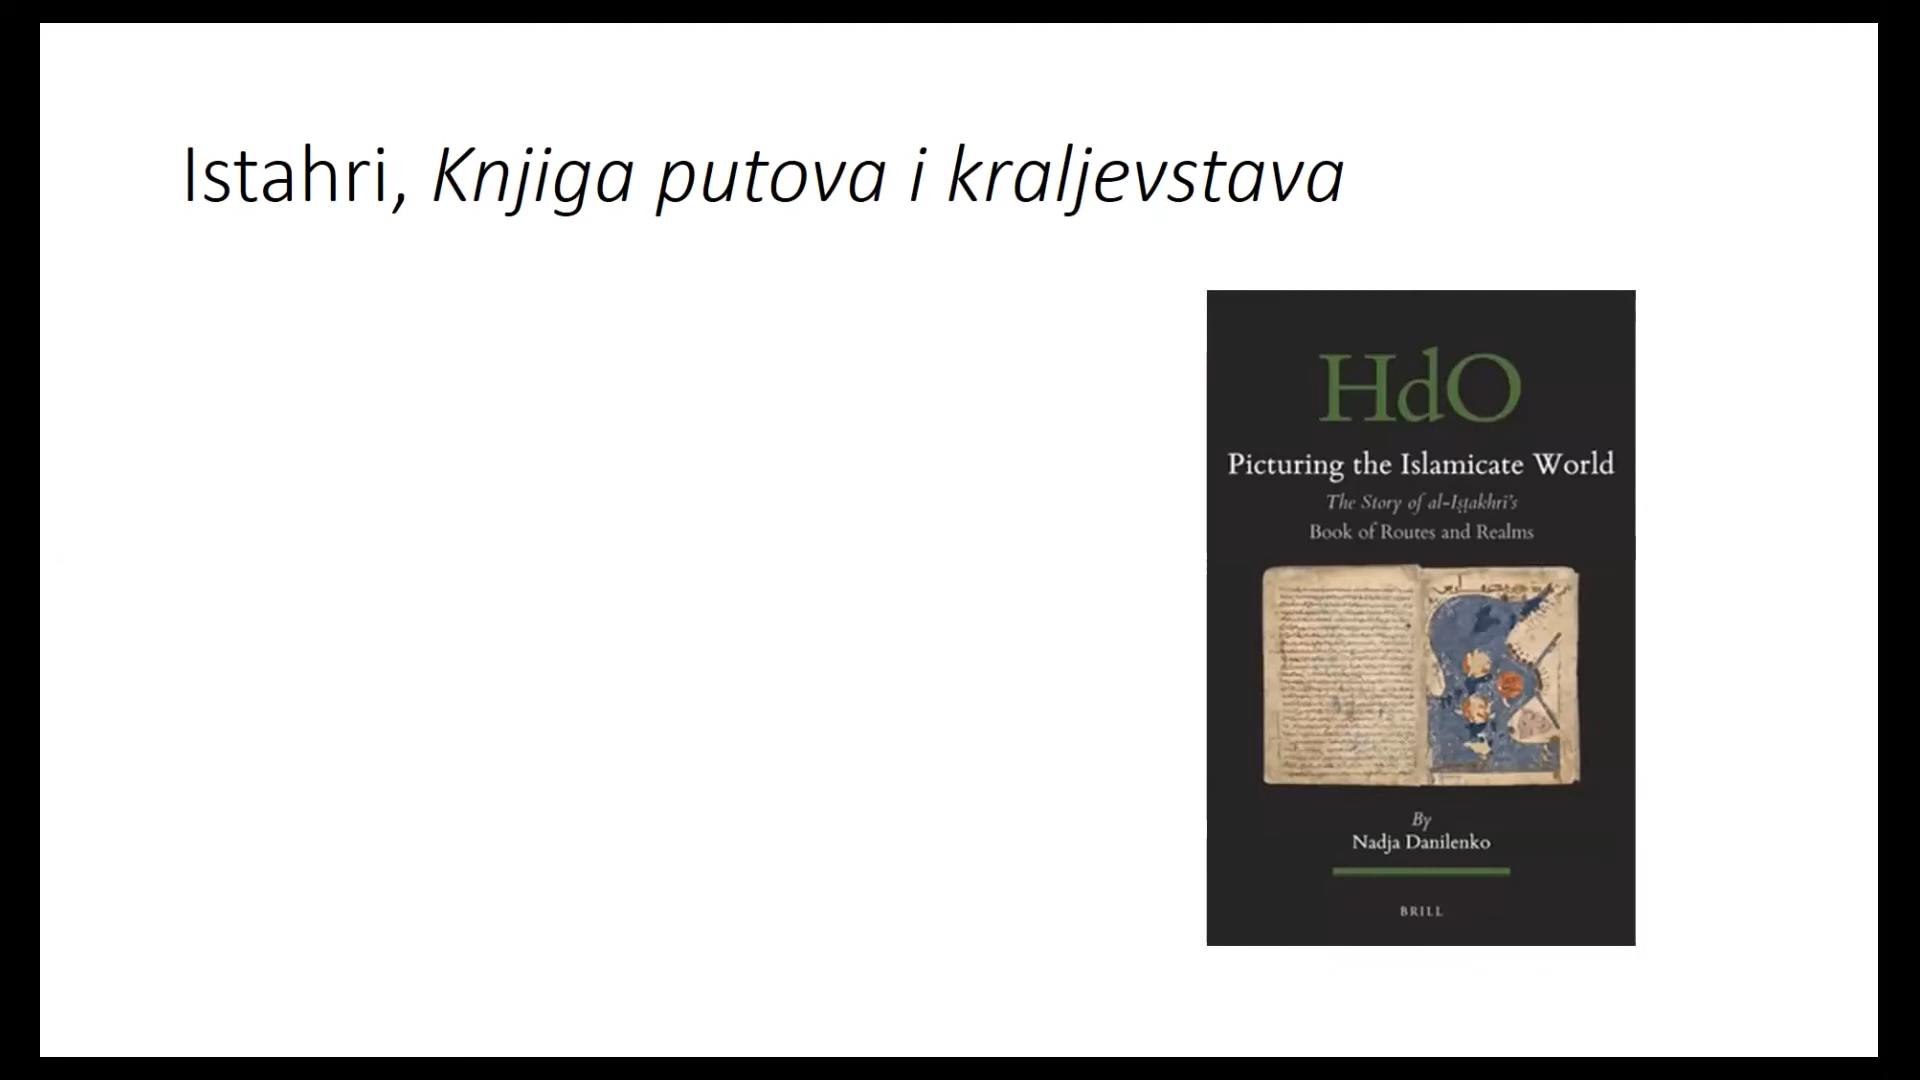 Istahri, Knjiga putova i kraljevstava
HdO
Picturing the Islamicate World
The Story of al-Iṣṭakhrī's
Book of Routes and Realms
By
Nadja Danilenko
BRILL